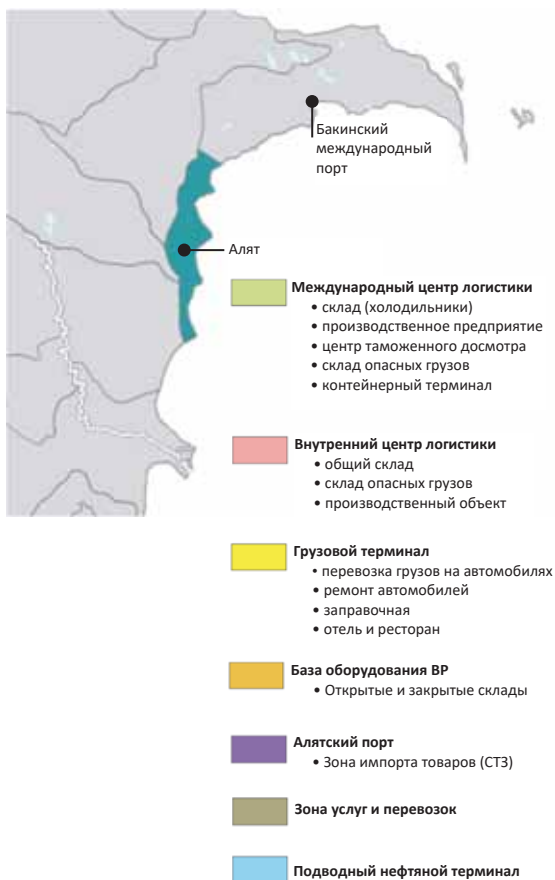 Бакинский
международный
порт
Алят
Международный центр логистики
• склад (холодильники)
• производственное предприятие
• центр таможенного досмотра
• склад опасных грузов
• контейнерный терминал
Внутренний центр логистики
• общий склад
• склад опасных грузов
• производственный объект
Грузовой терминал
• перевозка грузов на автомобилях
• ремонт автомобилей
• заправочная
• отель и ресторан
База оборудования ВР
• Открытые и закрытые склады
Алятский порт
• Зона импорта товаров (СТЗ)
Зона услуг и перевозок
Подводный нефтяной терминал